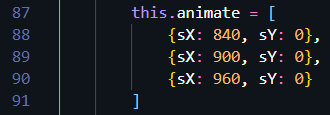 87 this.animate = [
88 {sX: 840, sY: 0},
89 {sX: 900, sY: 0},
90 {sX: 960, sY: 0}
91 ]